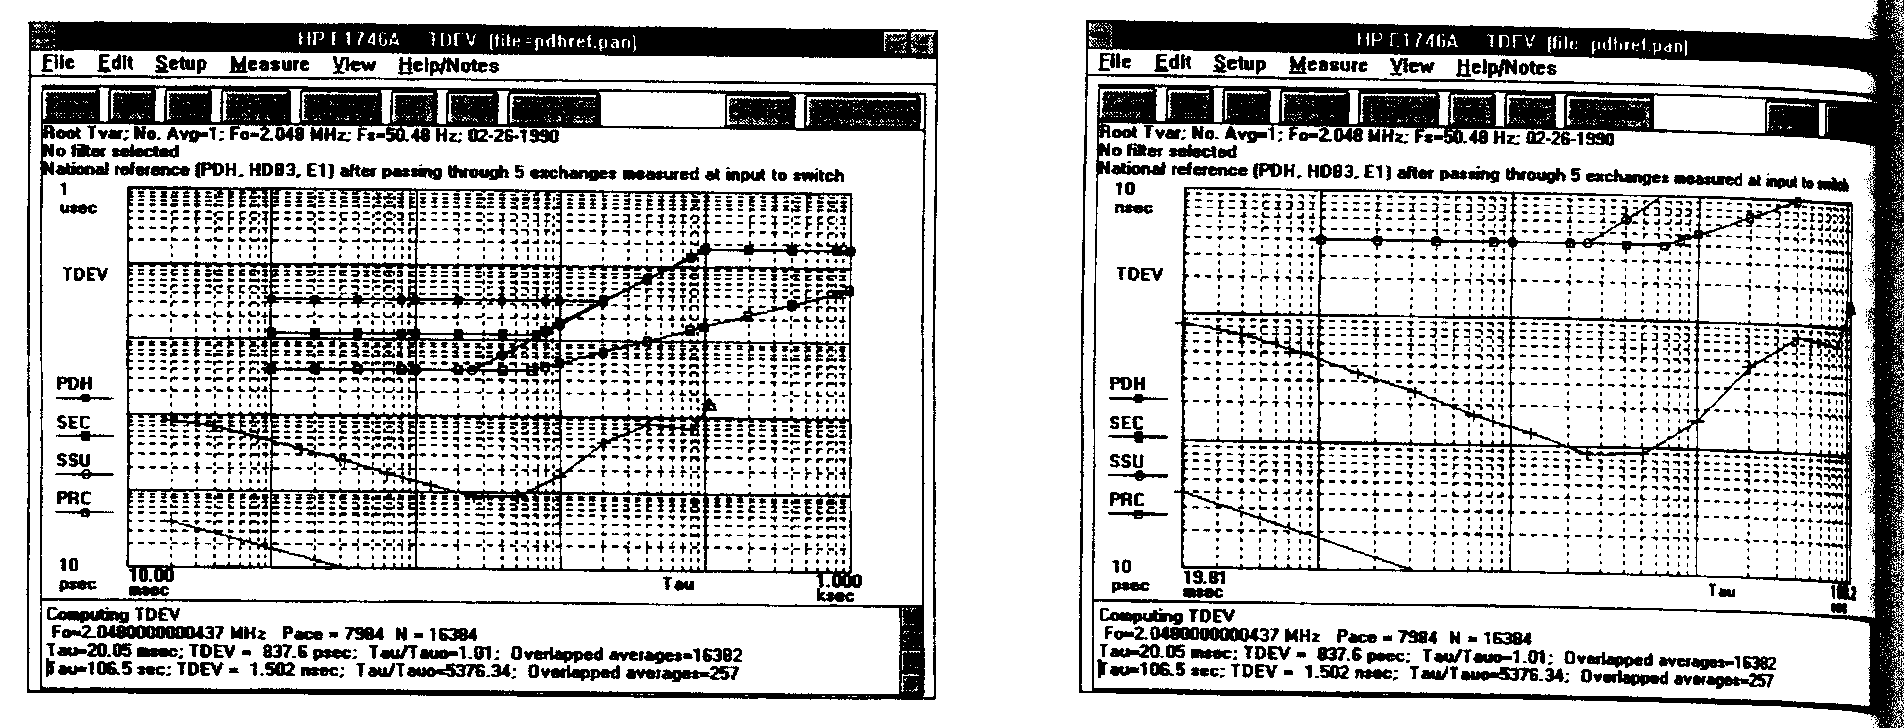 HP E1746A TDEV (file=pdhref.pan)
File Edit Setup Measure View Help/Notes
Root Tvar; No. Avg=1; Fo=2.048 MHz; Fs=50.48 Hz; 02-26-1990
No filter selected
National reference (PDH, HDB3, E1) after passing through 5 exchanges measured at input to switch
1
usec
TDEV
PDH
SEC
SSU
PRC
10
psec
10.00
msec
Tau
1.000
ksec
Computing TDEV
Fo=2.0480000000437 MHz Pace = 7984 N = 16384
Tau=20.05 msec; TDEV = 837.6 psec; Tau/Tauo=1.01; Overlapped averages=16382
Tau=106.5 sec; TDEV = 1.502 nsec; Tau/Tauo=5376.34; Overlapped averages=257
HP E1746A TDEV (file pdhref.pan)
File Edit Setup Measure View Help/Notes
Root Tvar; No. Avg=1; Fo=2.048 MHz; Fs=50.48 Hz; 02-26-1990
No filter selected
National reference (PDH, HDB3, E1) after passing through 5 exchanges measured at input to switch
10
nsec
TDEV
PDH
SEC
SSU
PRC
10
psec
19.81
msec
Tau
Computing TDEV
Fo=2.0480000000437 MHz Pace = 7984 N = 16384
Tau=20.05 msec; TDEV = 837.6 psec; Tau/Tauo=1.01; Overlapped averages=16382
Tau=106.5 sec; TDEV = 1.502 nsec; Tau/Tauo=5376.34; Overlapped averages=257